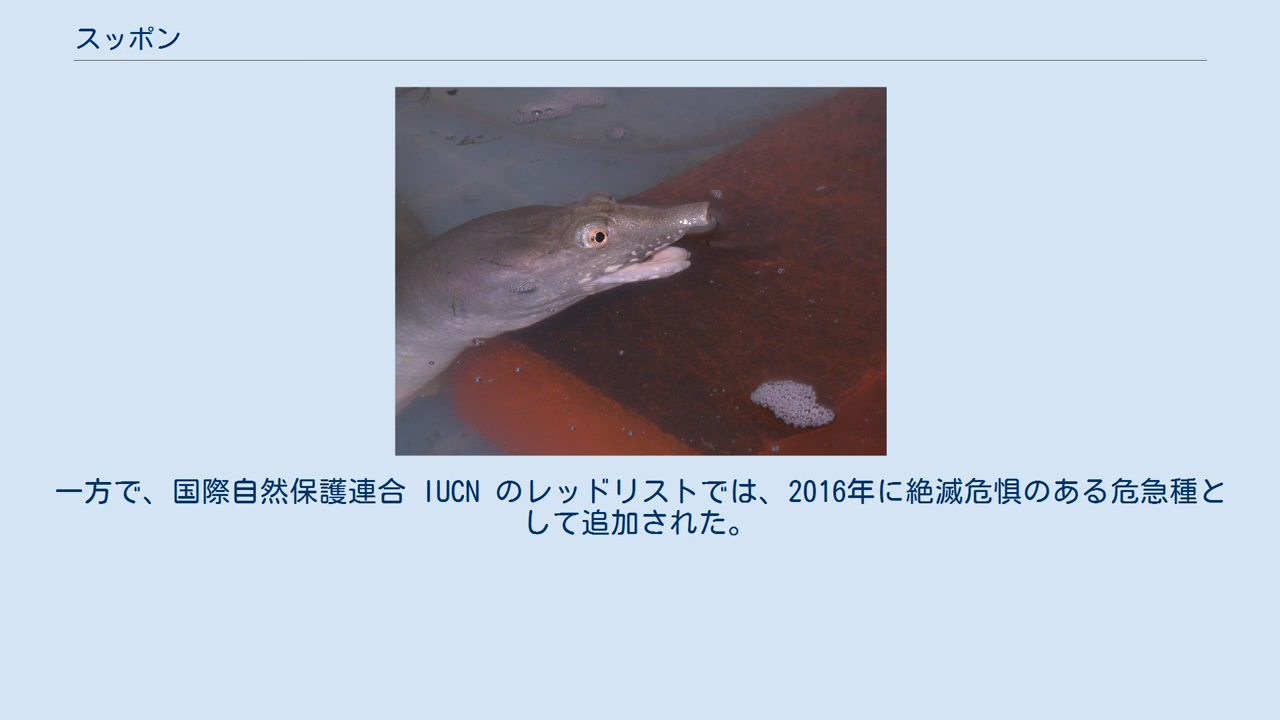 スッポン
一方で、国際自然保護連合 IUCN のレッドリストでは、2016年に絶滅危惧のある危急種と
して追加された。